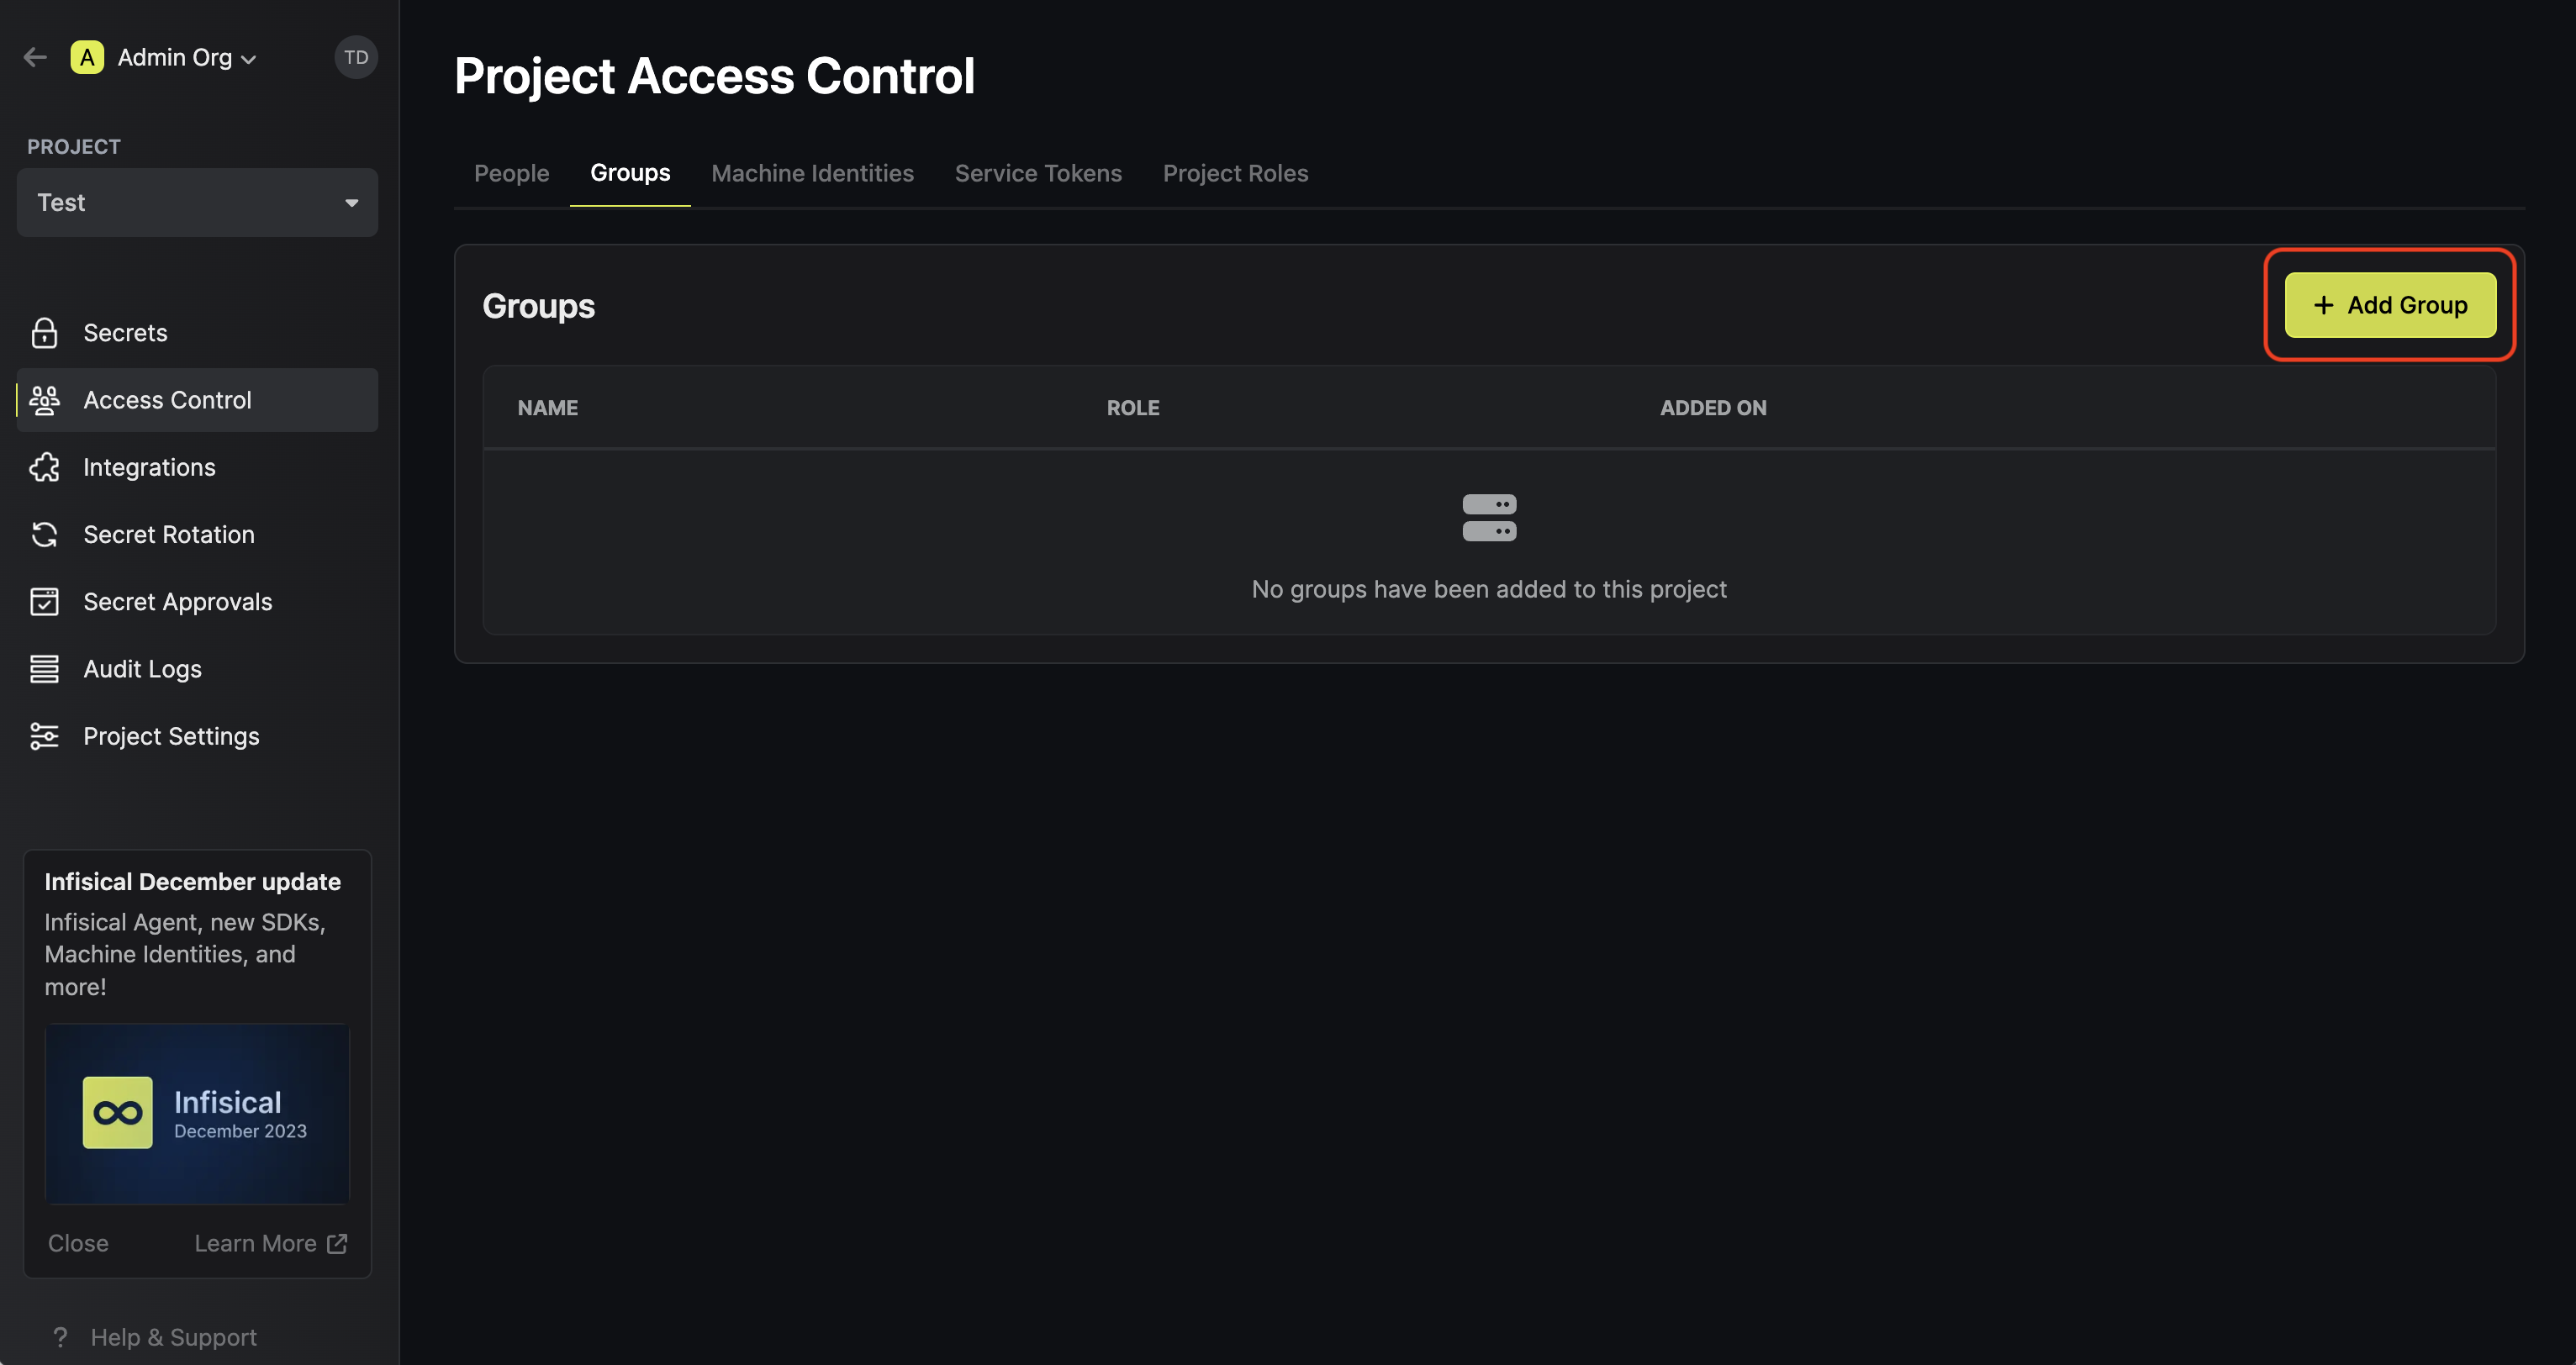 A Admin Org
TD
PROJECT
Test
Secrets
Access Control
Integrations
Secret Rotation
Secret Approvals
Audit Logs
Project Settings
Infisical December update
Infisical Agent, new SDKs,
Machine Identities, and
more!
Infisical
December 2023
Close
Learn More
? Help & Support
Project Access Control
People Groups Machine Identities Service Tokens Project Roles
Groups
+ Add Group
NAME ROLE ADDED ON
No groups have been added to this project